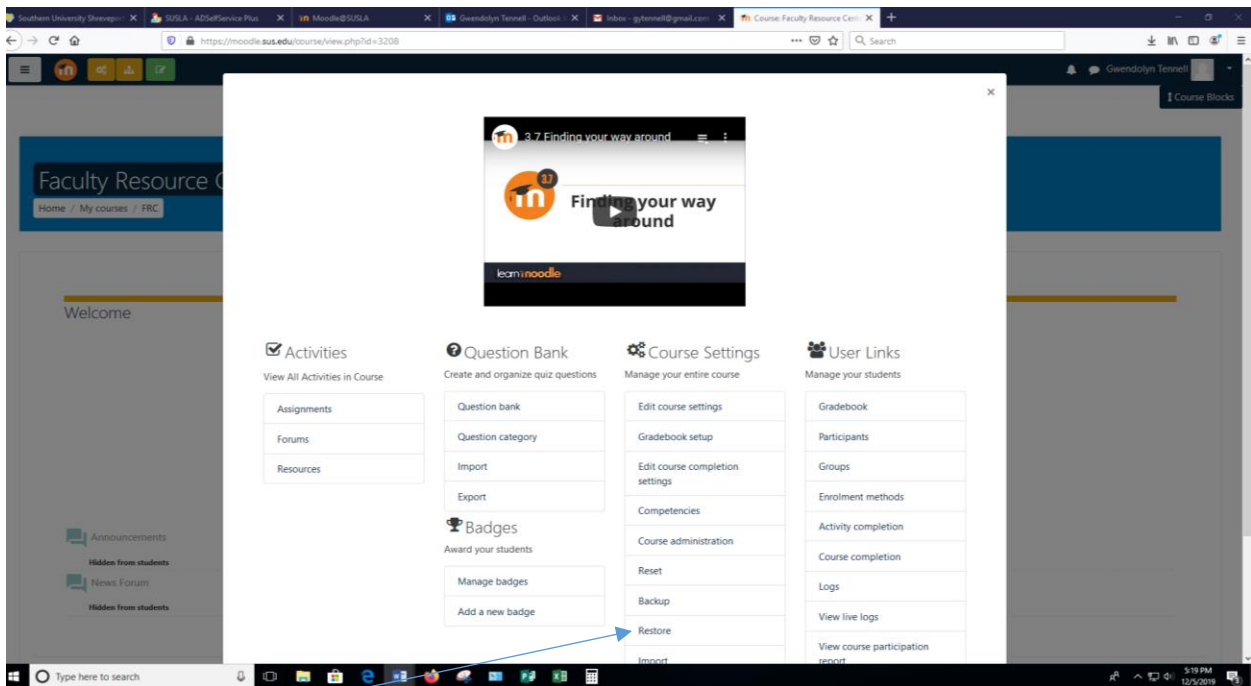 Southern University Shrevepor
SUSLA - ADSelfService Plus
Moodle@SUSLA
Gwendolyn Tennell - Outlook
Inbox - gytennell@gmail.com
Course: Faculty Resource Cent
https://moodle.sus.edu/course/view.php?id=3208
Search
Gwendolyn Tennell
Course Blocks
3.7 Finding your way around
Faculty Resource C
Home / My courses / FRC
3.7
Finding your way
around
learn moodle
Welcome
Activities
View All Activities in Course
Assignments
Forums
Resources
Question Bank
Create and organize quiz questions
Question bank
Question category
Import
Export
Badges
Award your students
Manage badges
Add a new badge
Course Settings
Manage your entire course
Edit course settings
Gradebook setup
Edit course completion
settings
Competencies
Course administration
Reset
Backup
Restore
Import
User Links
Manage your students
Gradebook
Participants
Groups
Enrolment methods
Activity completion
Course completion
Logs
View live logs
View course participation
report
Announcements
Hidden from students
News Forum
Hidden from students
Type here to search
5:19 PM
12/5/2019